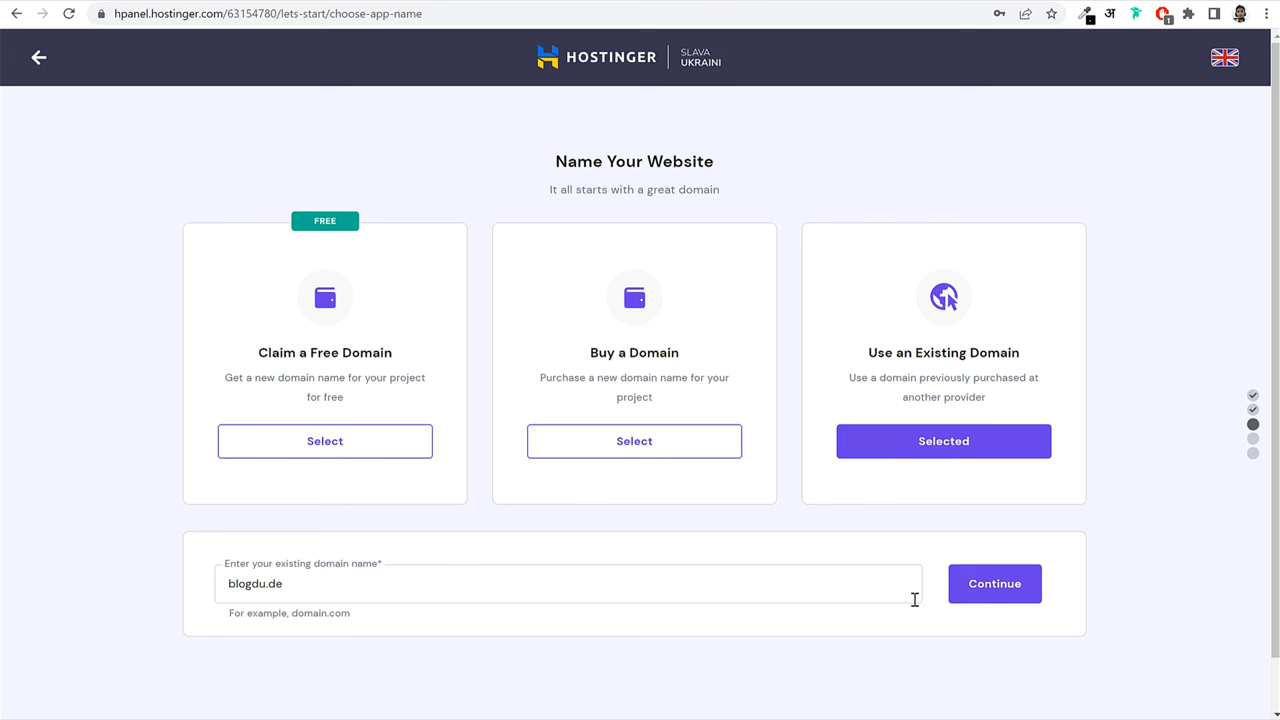 hpanel.hostinger.com/63154780/lets-start/choose-app-name
अ
1
HOSTINGER
SLAVA
UKRAINI
Name Your Website
It all starts with a great domain
FREE
Claim a Free Domain
Get a new domain name for your project
for free
Select
Buy a Domain
Purchase a new domain name for your
project
Select
Use an Existing Domain
Use a domain previously purchased at
another provider
Selected
Enter your existing domain name*
blogdu.de
Continue
For example, domain.com